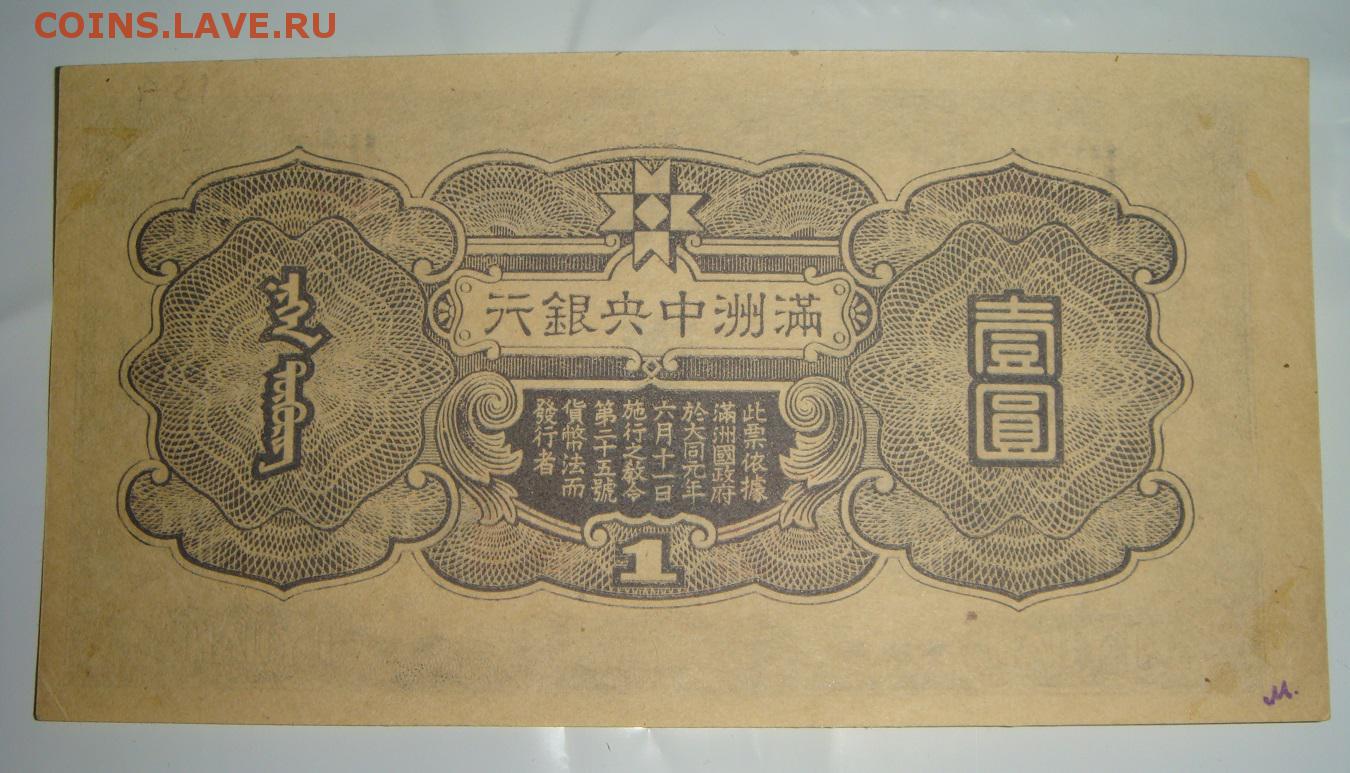 COINS.LAVE.RU
滿洲中央銀行
壹圓
此票依據
滿洲國政府
於大同元年
六月十一日
施行之敎令
第二十五號
貨幣法而
發行者
1
M.